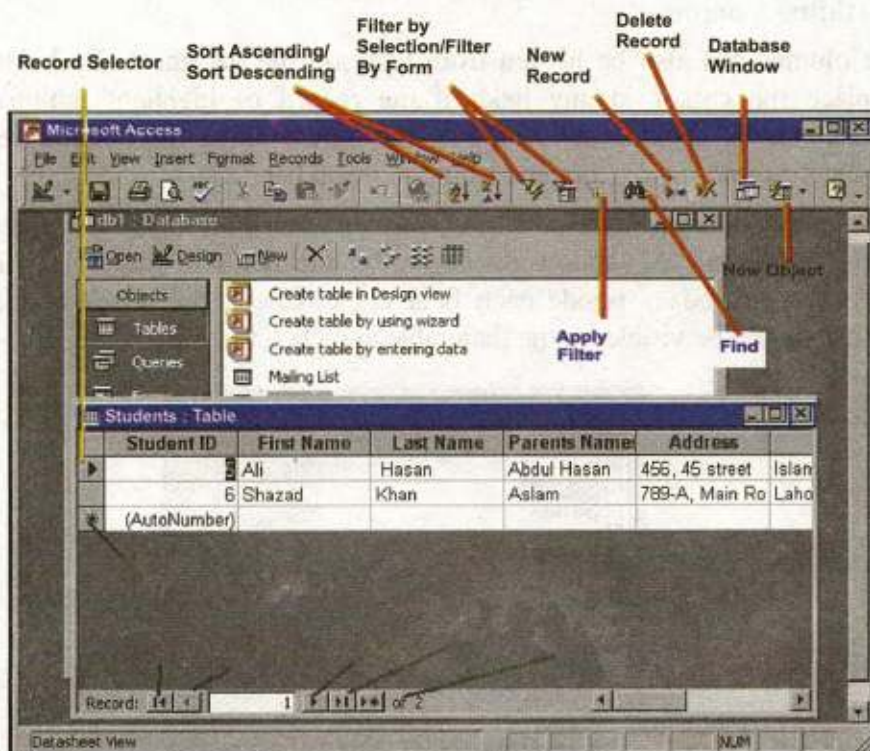 Record Selector
Sort Ascending/
Sort Descending
Filter by
Selection/Filter
By Form
New
Record
Delete
Record
Database
Window
Microsoft Access
File Edit View Insert Format Records Tools Window Help
db1 : Database
Open Design New
New Object
Objects
Create table in Design view
Tables
Create table by using wizard
Queries
Create table by entering data
Mailing List
Apply
Filter
Find
Students : Table
Student ID First Name Last Name Parents Name Address
Ali Hasan Abdul Hasan 456, 45 street Islan
6 Shazad Khan Aslam 789-A, Main Ro Laho
(AutoNumber)
Record: 1 of 2
Datasheet View NUM